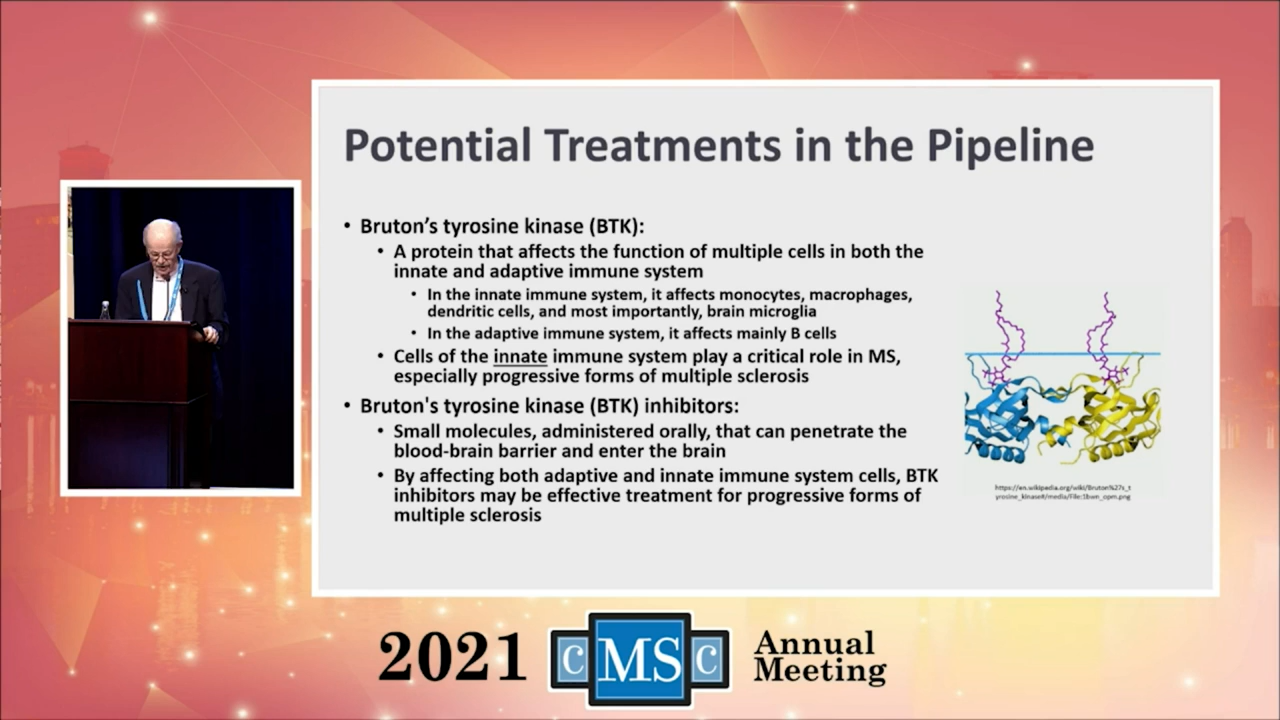 Potential Treatments in the Pipeline
• Bruton’s tyrosine kinase (BTK):
• A protein that affects the function of multiple cells in both the
innate and adaptive immune system
• In the innate immune system, it affects monocytes, macrophages,
dendritic cells, and most importantly, brain microglia
• In the adaptive immune system, it affects mainly B cells
• Cells of the innate immune system play a critical role in MS,
especially progressive forms of multiple sclerosis
• Bruton's tyrosine kinase (BTK) inhibitors:
• Small molecules, administered orally, that can penetrate the
blood-brain barrier and enter the brain
• By affecting both adaptive and innate immune system cells, BTK
inhibitors may be effective treatment for progressive forms of
multiple sclerosis
https://en.wikipedia.org/wiki/Bruton%27s_t
yrosine_kinase#/media/File:1bwn_opm.png
2021
CMSC
Annual
Meeting